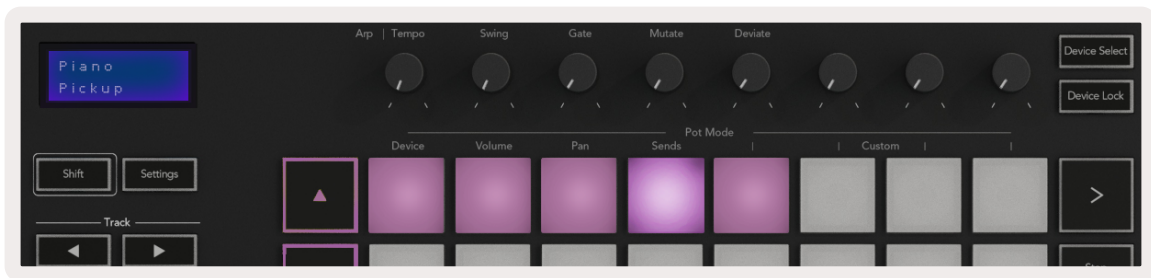 Arp | Tempo Swing Gate Mutate Deviate
Device Select
Piano
Pickup
Device Lock
Pot Mode
Device Volume Pan Sends Custom
Shift Settings
Track